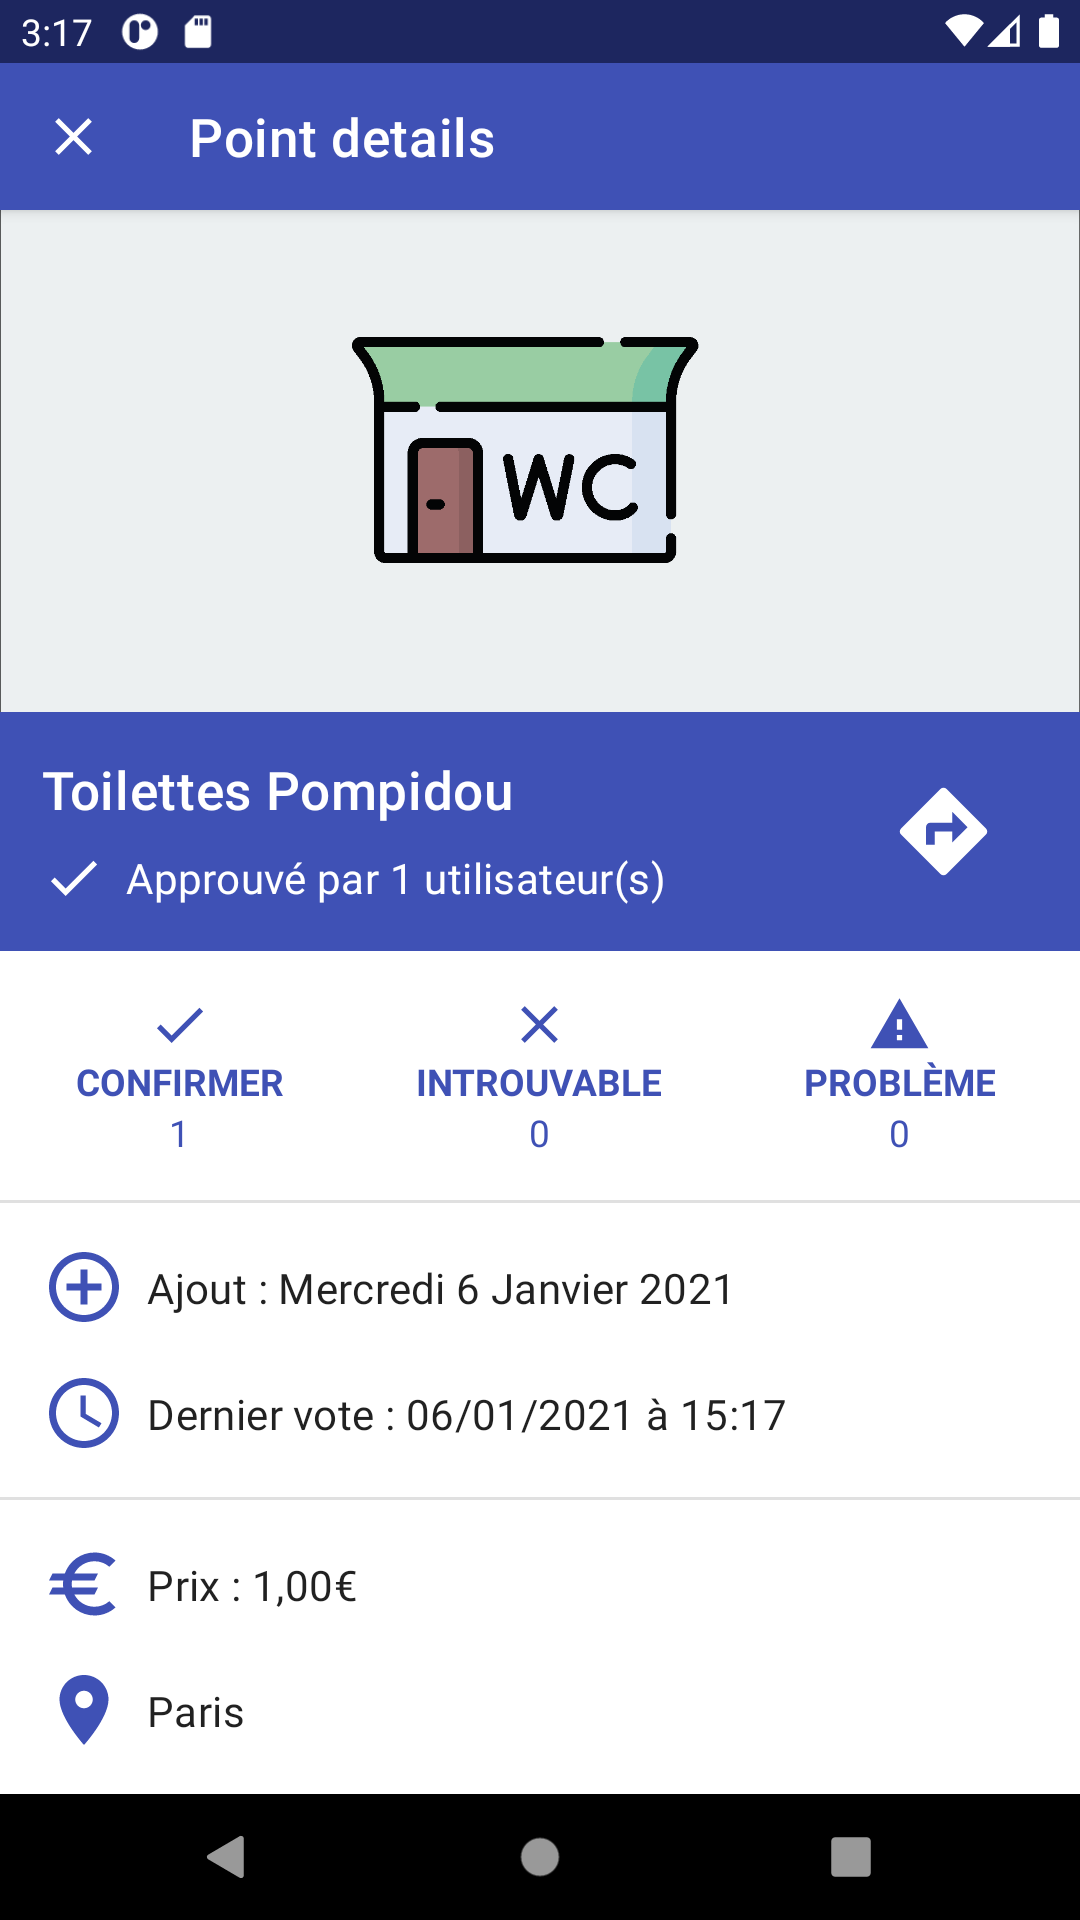 3:17
Point details
WC
Toilettes Pompidou
Approuvé par 1 utilisateur(s)
CONFIRMER
1
INTROUVABLE
0
PROBLÈME
0
Ajout : Mercredi 6 Janvier 2021
Dernier vote : 06/01/2021 à 15:17
Prix : 1,00€
Paris